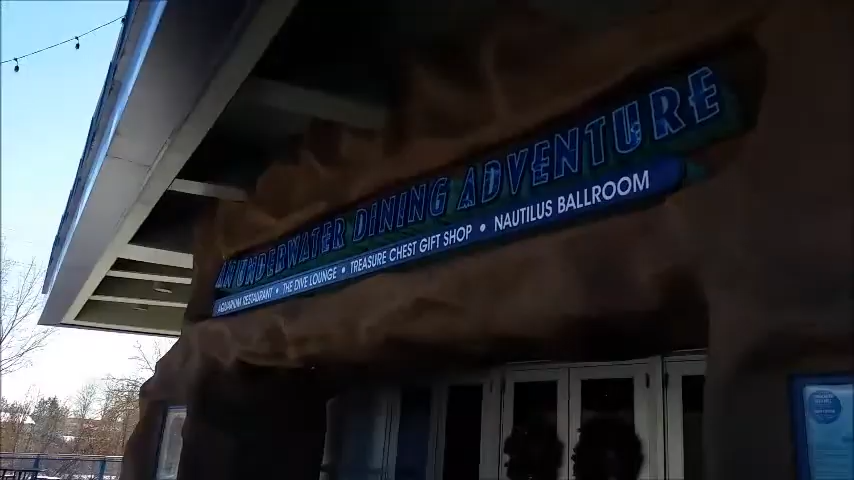 AN UNDERWATER DINING ADVENTURE
AQUARIUM RESTAURANT • THE DIVE LOUNGE • TREASURE CHEST GIFT SHOP • NAUTILUS BALLROOM